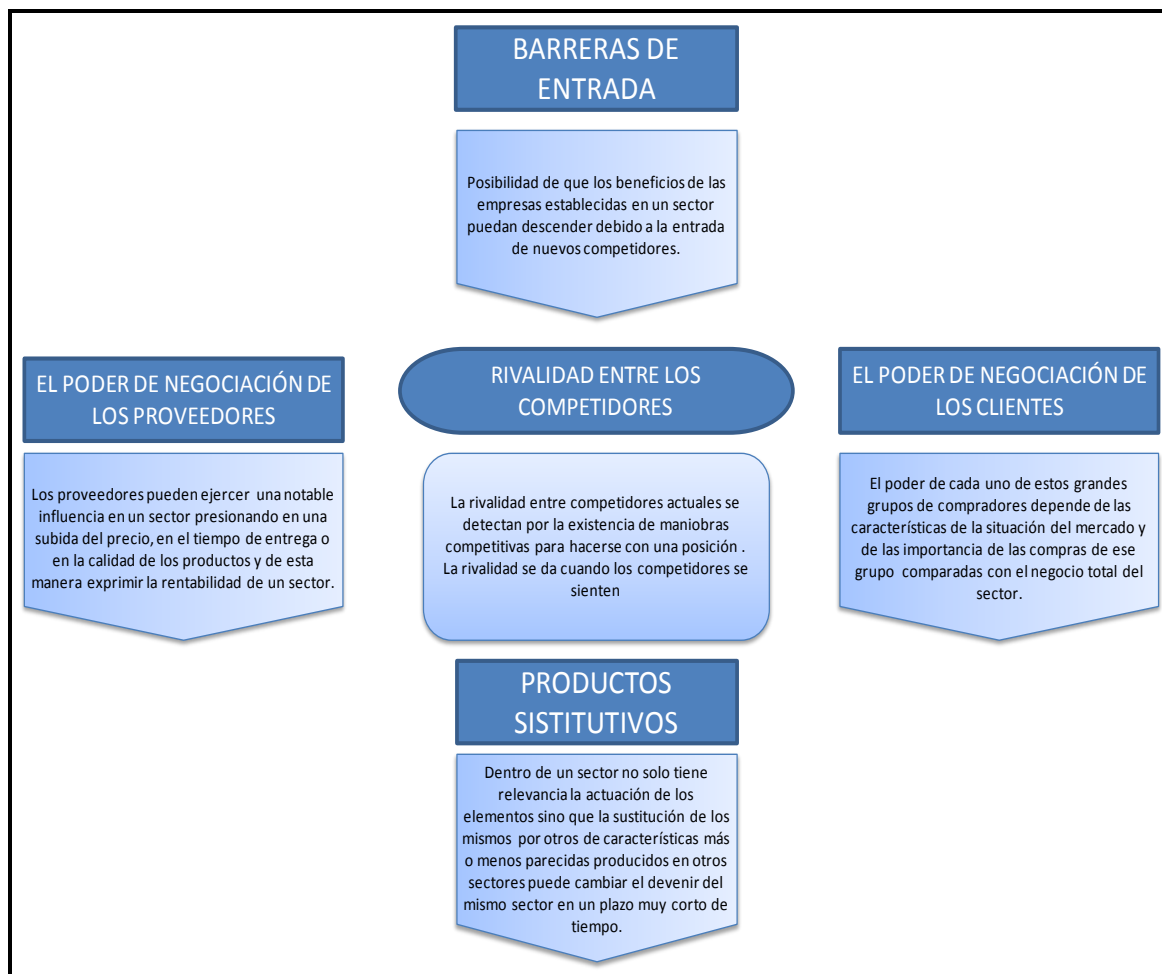 BARRERAS DE
ENTRADA
Posibilidad de que los beneficios de las
empresas establecidas en un sector
puedan descender debido a la entrada
de nuevos competidores.
EL PODER DE NEGOCIACIÓN DE
LOS PROVEEDORES
Los proveedores pueden ejercer una notable
influencia en un sector presionando en una
subida del precio, en el tiempo de entrega o
en la calidad de los productos y de esta
manera exprimir la rentabilidad de un sector.
RIVALIDAD ENTRE LOS
COMPETIDORES
La rivalidad entre competidores actuales se
detectan por la existencia de maniobras
competitivas para hacerse con una posición .
La rivalidad se da cuando los competidores se
sienten
EL PODER DE NEGOCIACIÓN DE
LOS CLIENTES
El poder de cada uno de estos grandes
grupos de compradores depende de las
características de la situación del mercado y
de las importancia de las compras de ese
grupo comparadas con el negocio total del
sector.
PRODUCTOS
SISTITUTIVOS
Dentro de un sector no solo tiene
relevancia la actuación de los
elementos sino que la sustitución de los
mismos por otros de características más
o menos parecidas producidos en otros
sectores puede cambiar el devenir del
mismo sector en un plazo muy corto de
tiempo.